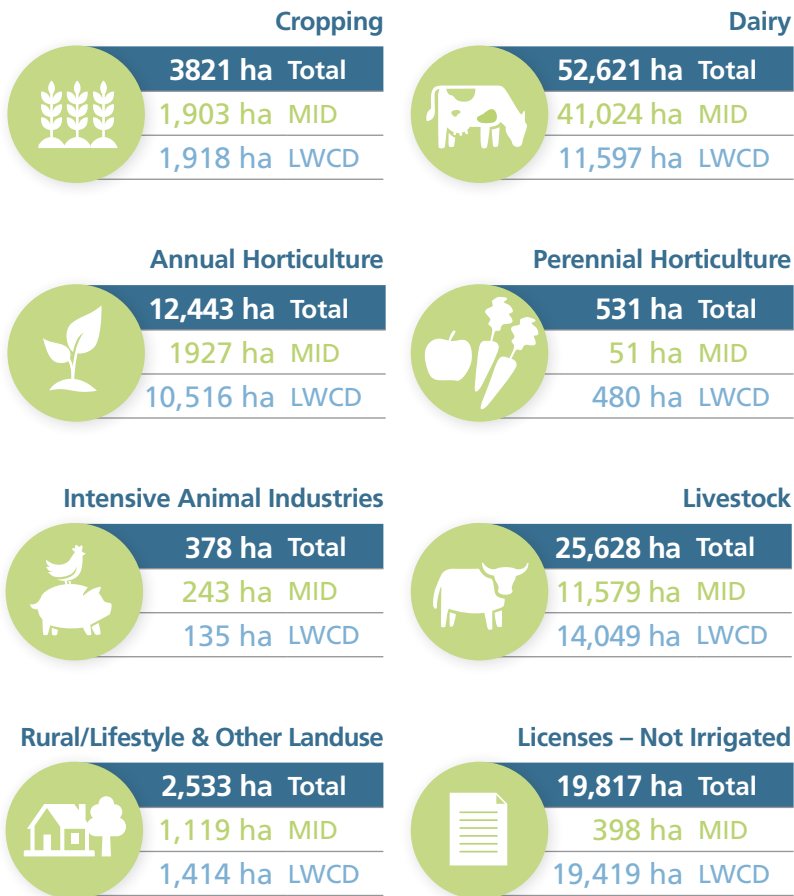 Cropping
3821 ha Total
1,903 ha MID
1,918 ha LWCD
Dairy
52,621 ha Total
41,024 ha MID
11,597 ha LWCD
Annual Horticulture
12,443 ha Total
1927 ha MID
10,516 ha LWCD
Perennial Horticulture
531 ha Total
51 ha MID
480 ha LWCD
Intensive Animal Industries
378 ha Total
243 ha MID
135 ha LWCD
Livestock
25,628 ha Total
11,579 ha MID
14,049 ha LWCD
Rural/Lifestyle & Other Landuse
2,533 ha Total
1,119 ha MID
1,414 ha LWCD
Licenses – Not Irrigated
19,817 ha Total
398 ha MID
19,419 ha LWCD